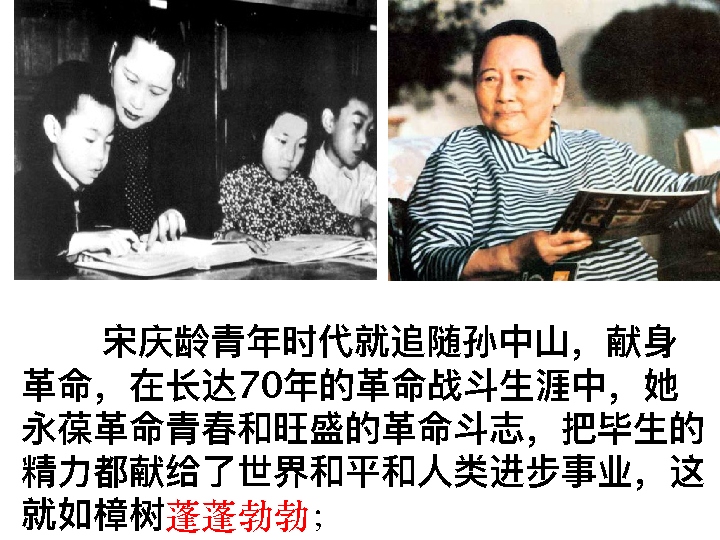 宋庆龄青年时代就追随孙中山，献身
革命，在长达70年的革命战斗生涯中，她
永葆革命青春和旺盛的革命斗志，把毕生的
精力都献给了世界和平和人类进步事业，这
就如樟树蓬蓬勃勃；